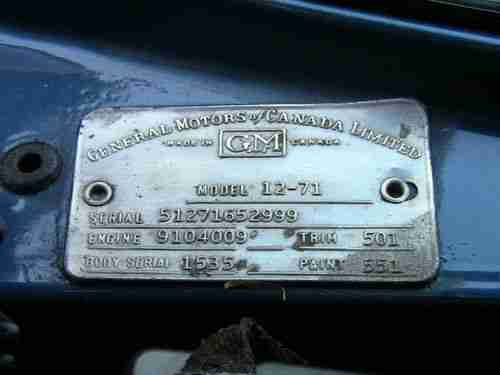 GENERAL MOTORS of CANADA LIMITED
MADE IN GM CANADA
MODEL 12-71
SERIAL 51271652999
ENGINE 9104009 TRIM 501
BODY SERIAL 1535 PAINT 551